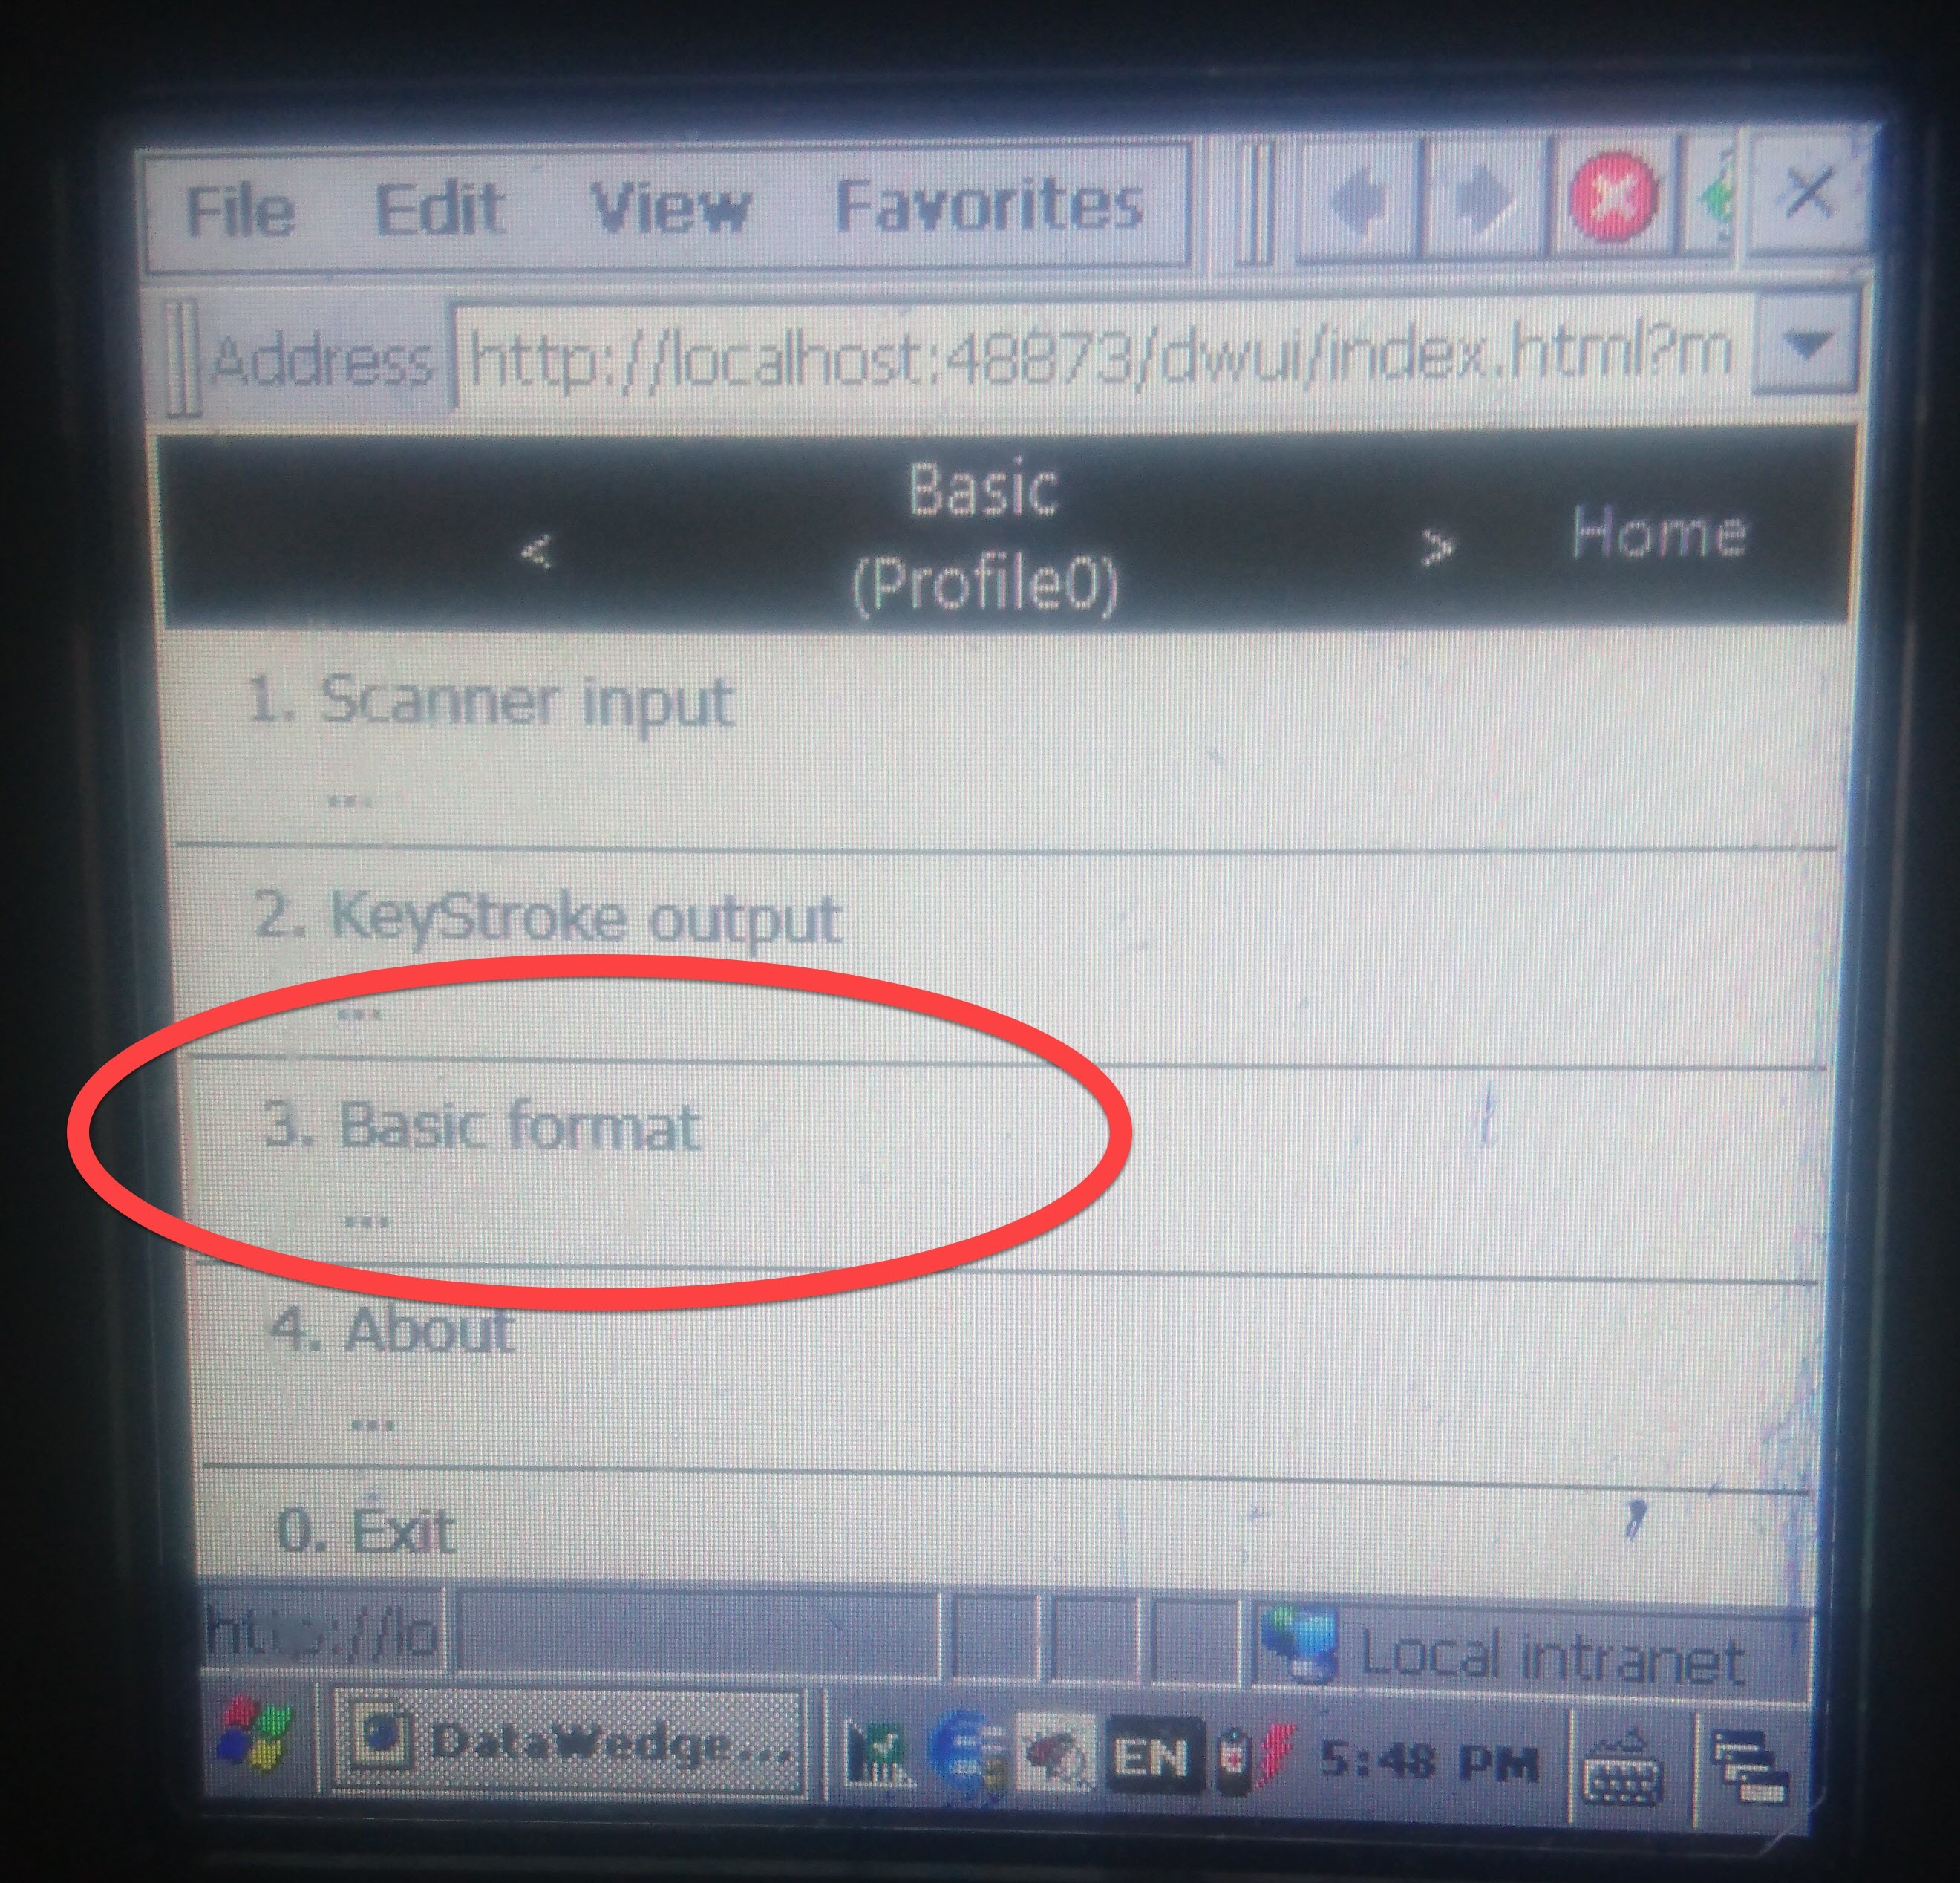 File Edit View Favorites
Address http://localhost:48873/dwui/index.html?m
Basic
(Profile0)
< > Home
1. Scanner input
...
2. KeyStroke output
...
3. Basic format
...
4. About
...
0. Exit
http://lo Local intranet
DataWedge... EN 5:48 PM